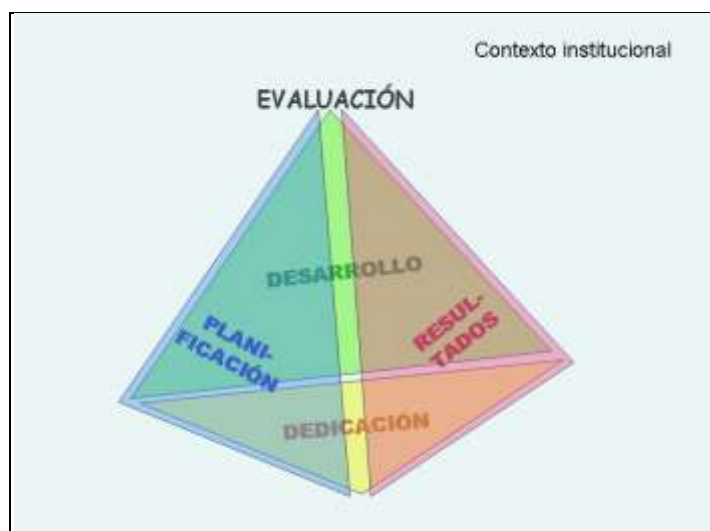 Contexto institucional
EVALUACIÓN
DESARROLLO
PLANI-
FICACIÓN
RESUL-
TADOS
DEDICACIÓN